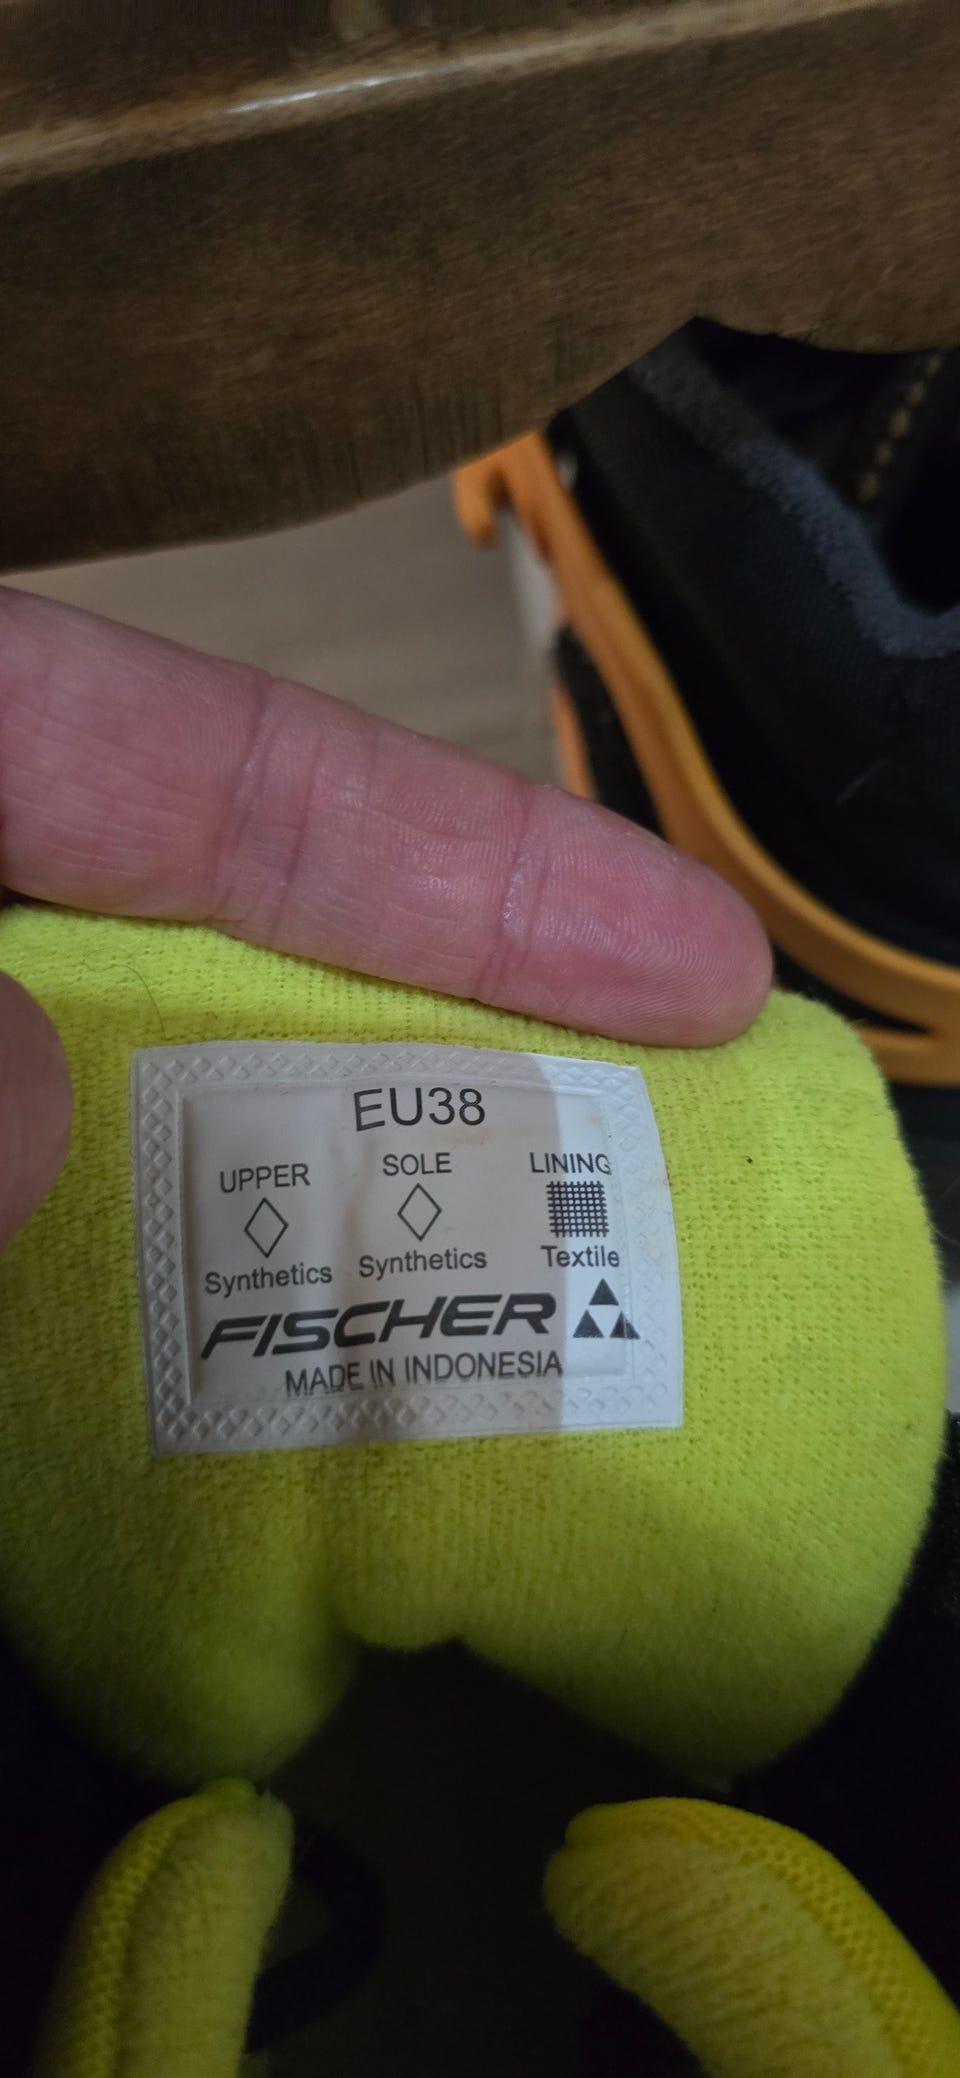 EU38
UPPER SOLE LINING
Synthetics Synthetics Textile
FISCHER
MADE IN INDONESIA